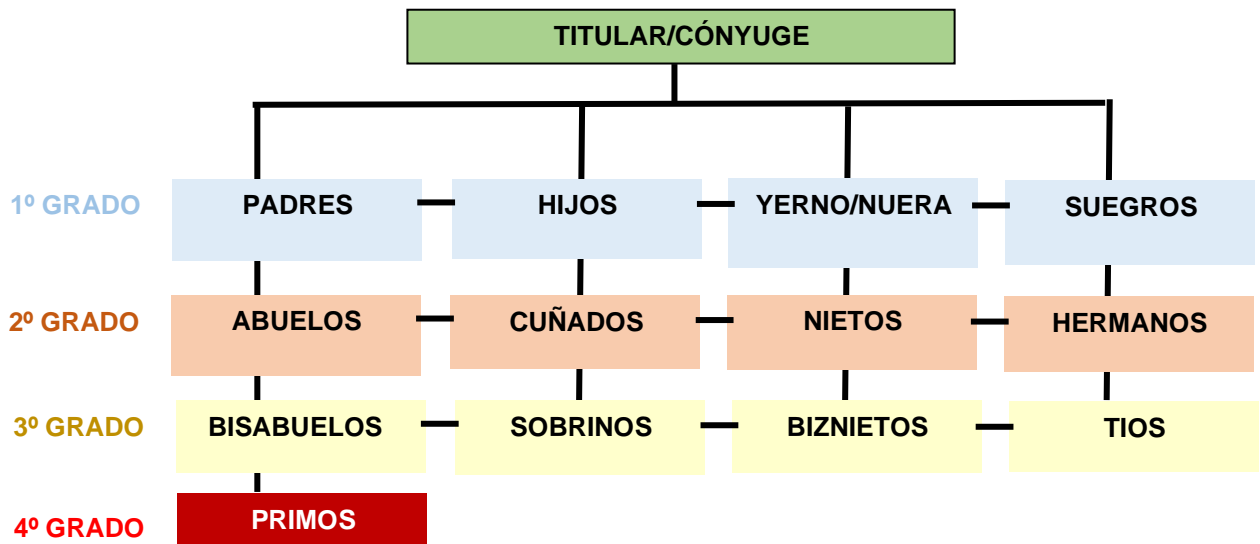 TITULAR/CÓNYUGE
1º GRADO PADRES HIJOS YERNO/NUERA SUEGROS
2º GRADO ABUELOS CUÑADOS NIETOS HERMANOS
3º GRADO BISABUELOS SOBRINOS BIZNIETOS TIOS
4º GRADO PRIMOS